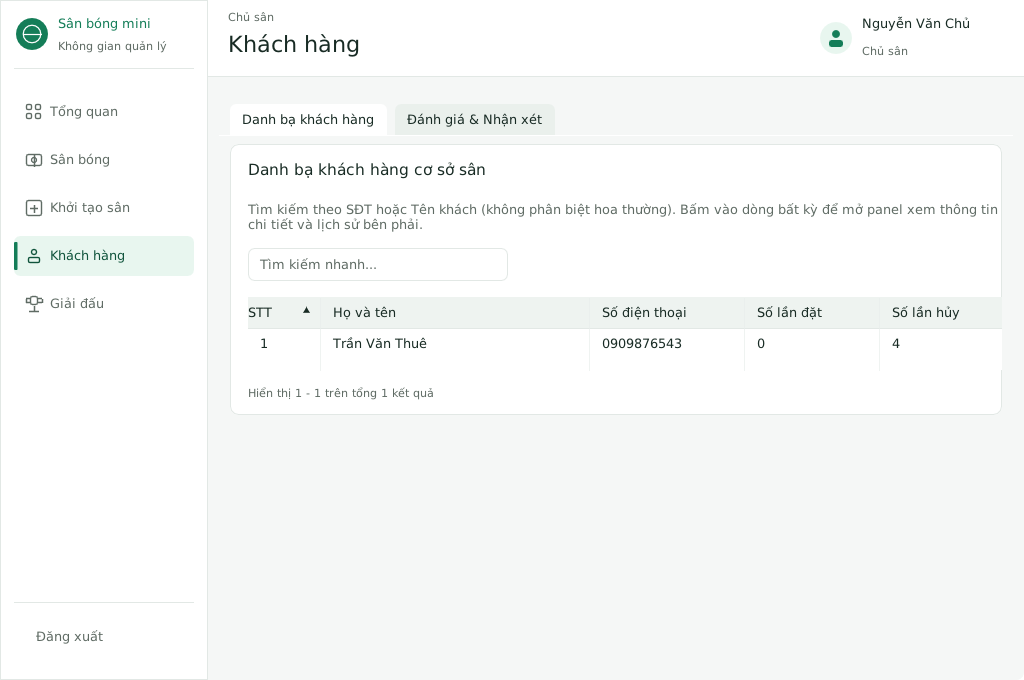 Sân bóng mini
Không gian quản lý
Tổng quan
Sân bóng
Khởi tạo sân
Khách hàng
Giải đấu
Đăng xuất
Chủ sân
Khách hàng
Nguyễn Văn Chủ
Chủ sân
Danh bạ khách hàng
Đánh giá & Nhận xét
Danh bạ khách hàng cơ sở sân
Tìm kiếm theo SĐT hoặc Tên khách (không phân biệt hoa thường). Bấm vào dòng bất kỳ để mở panel xem thông tin
chi tiết và lịch sử bên phải.
Tìm kiếm nhanh...
STT ▲ Họ và tên Số điện thoại Số lần đặt Số lần hủy
1 Trần Văn Thuê 0909876543 0 4
Hiển thị 1 - 1 trên tổng 1 kết quả